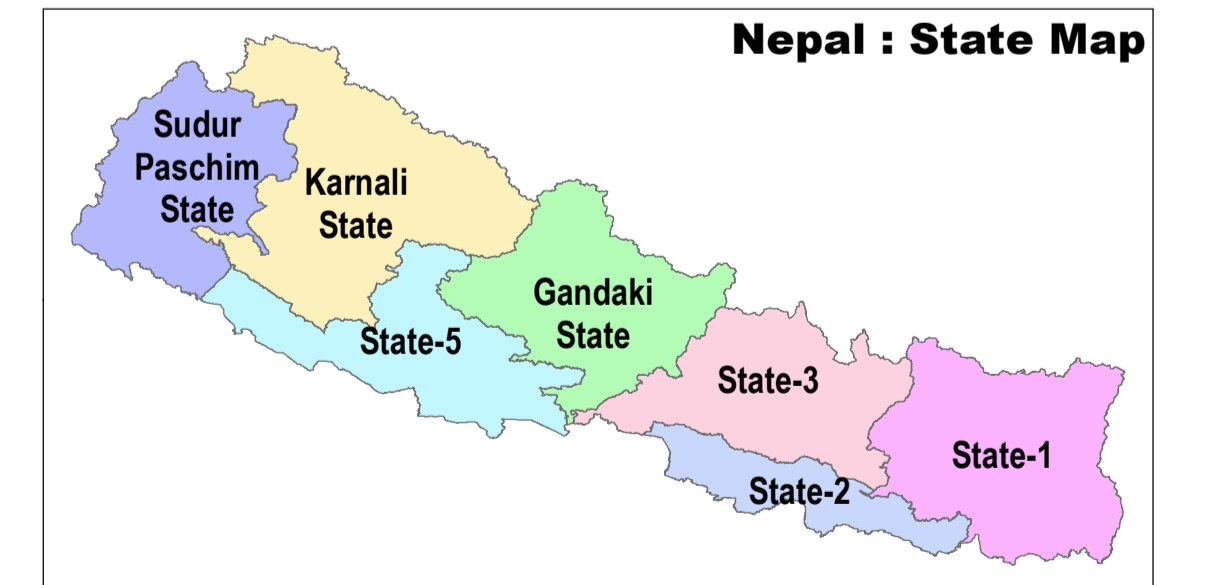 Nepal : State Map
Sudur
Paschim
State
Karnali
State
Gandaki
State
State-5
State-3
State-1
State-2